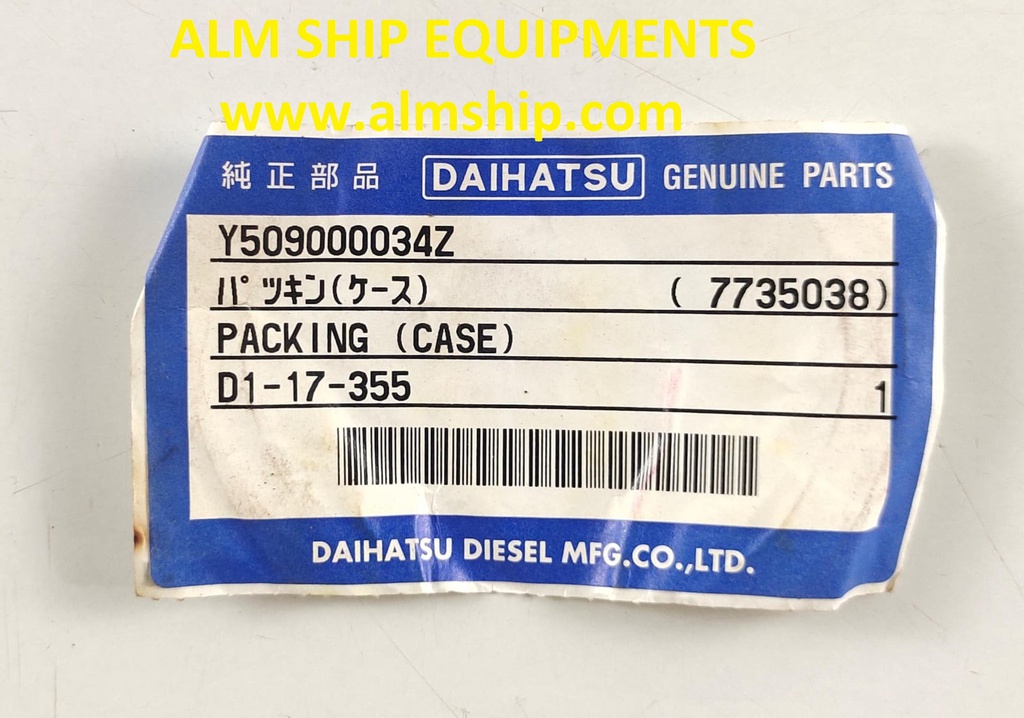 ALM SHIP EQUIPMENTS
www.almship.com
純正部品 DAIHATSU GENUINE PARTS
Y509000034Z
パツキン(ケース) ( 7735038)
PACKING (CASE)
D1-17-355 1
DAIHATSU DIESEL MFG.CO.,LTD.